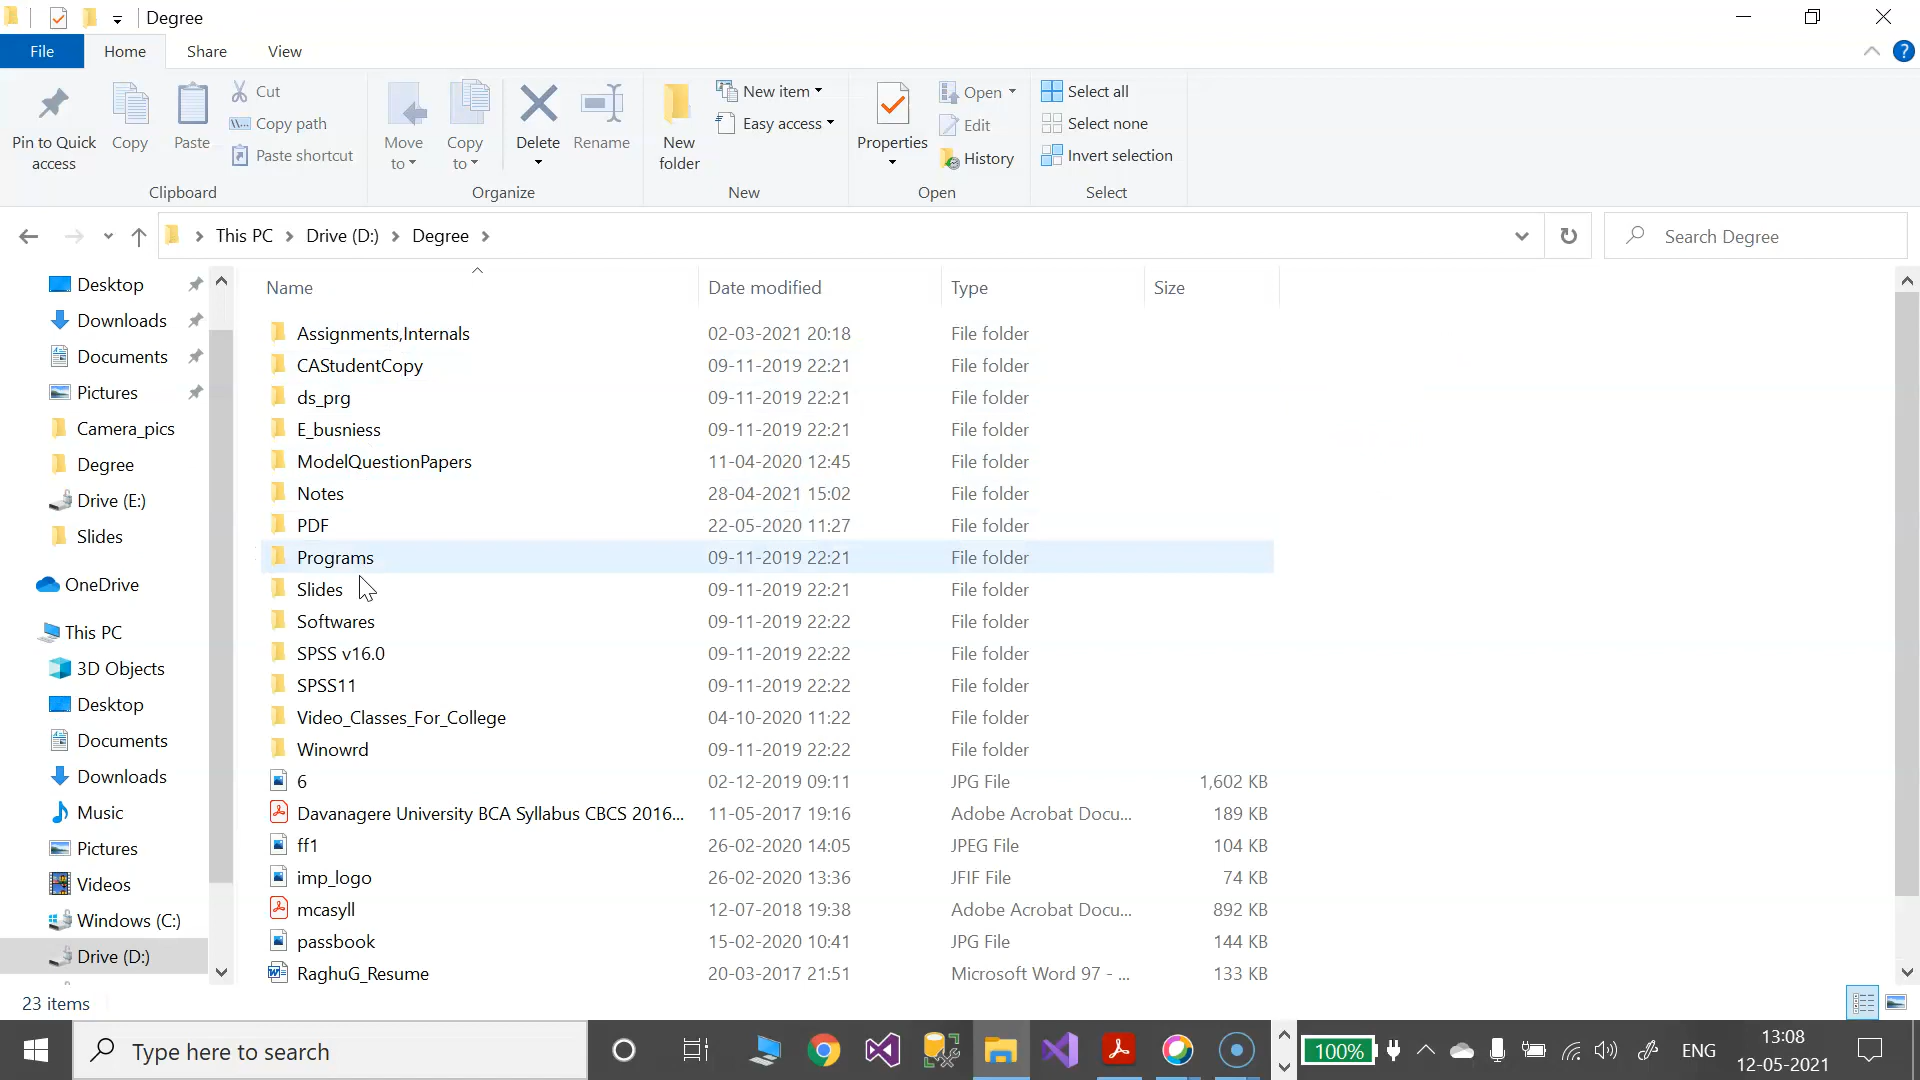 Degree
File Home Share View
Pin to Quick access
Copy
Paste
Cut
Copy path
Paste shortcut
Clipboard
Move to
Copy to
Delete
Rename
Organize
New folder
New item
Easy access
New
Properties
Open
Edit
History
Open
Select all
Select none
Invert selection
Select
This PC Drive (D:) Degree
Search Degree
Desktop
Downloads
Documents
Pictures
Camera_pics
Degree
Drive (E:)
Slides
OneDrive
This PC
3D Objects
Desktop
Documents
Downloads
Music
Pictures
Videos
Windows (C:)
Drive (D:)
Name Date modified Type Size
Assignments,Internals 02-03-2021 20:18 File folder
CAStudentCopy 09-11-2019 22:21 File folder
ds_prg 09-11-2019 22:21 File folder
E_busniess 09-11-2019 22:21 File folder
ModelQuestionPapers 11-04-2020 12:45 File folder
Notes 28-04-2021 15:02 File folder
PDF 22-05-2020 11:27 File folder
Programs 09-11-2019 22:21 File folder
Slides 09-11-2019 22:21 File folder
Softwares 09-11-2019 22:22 File folder
SPSS v16.0 09-11-2019 22:22 File folder
SPSS11 09-11-2019 22:22 File folder
Video_Classes_For_College 04-10-2020 11:22 File folder
Winowrd 09-11-2019 22:22 File folder
6 02-12-2019 09:11 JPG File 1,602 KB
Davanagere University BCA Syllabus CBCS 2016... 11-05-2017 19:16 Adobe Acrobat Docu... 189 KB
ff1 26-02-2020 14:05 JPEG File 104 KB
imp_logo 26-02-2020 13:36 JFIF File 74 KB
mcasyll 12-07-2018 19:38 Adobe Acrobat Docu... 892 KB
passbook 15-02-2020 10:41 JPG File 144 KB
RaghuG_Resume 20-03-2017 21:51 Microsoft Word 97 - ... 133 KB
23 items
Type here to search
100%
ENG
13:08
12-05-2021